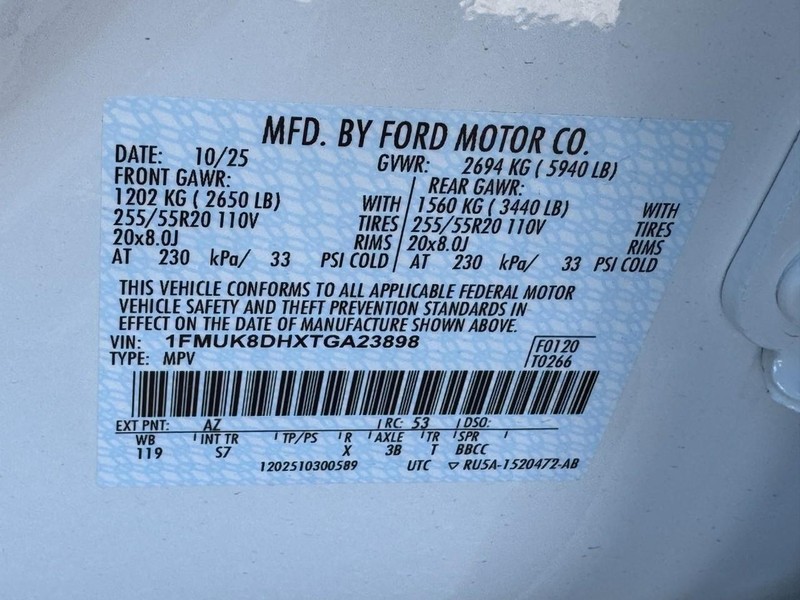 MFD. BY FORD MOTOR CO.
DATE: 10/25 GVWR: 2694 KG ( 5940 LB)
FRONT GAWR: REAR GAWR:
1202 KG ( 2650 LB) WITH 1560 KG ( 3440 LB) WITH
255/55R20 110V TIRES 255/55R20 110V TIRES
20x8.0J RIMS 20x8.0J RIMS
AT 230 kPa/ 33 PSI COLD AT 230 kPa/ 33 PSI COLD
THIS VEHICLE CONFORMS TO ALL APPLICABLE FEDERAL MOTOR
VEHICLE SAFETY AND THEFT PREVENTION STANDARDS IN
EFFECT ON THE DATE OF MANUFACTURE SHOWN ABOVE.
VIN: 1FMUK8DHXTGA23898 F0120
TYPE: MPV T0266
EXT PNT: AZ RC: 53 DSO:
WB INT TR TP/PS R AXLE TR SPR
119 S7 X 3B T BBCC
1202510300589 UTC ▽ RU5A-1520472-AB